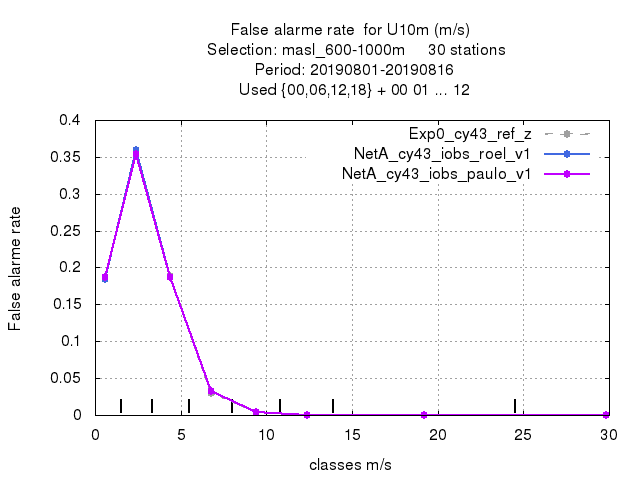 False alarme rate  for U10m (m/s)
Selection: masl_600-1000m     30 stations
Period: 20190801-20190816
Used {00,06,12,18} + 00 01 ... 12
Exp0_cy43_ref_z
NetA_cy43_iobs_roel_v1
NetA_cy43_iobs_paulo_v1
False alarme rate
0.4
0.35
0.3
0.25
0.2
0.15
0.1
0.05
0
0 5 10 15 20 25 30
classes m/s